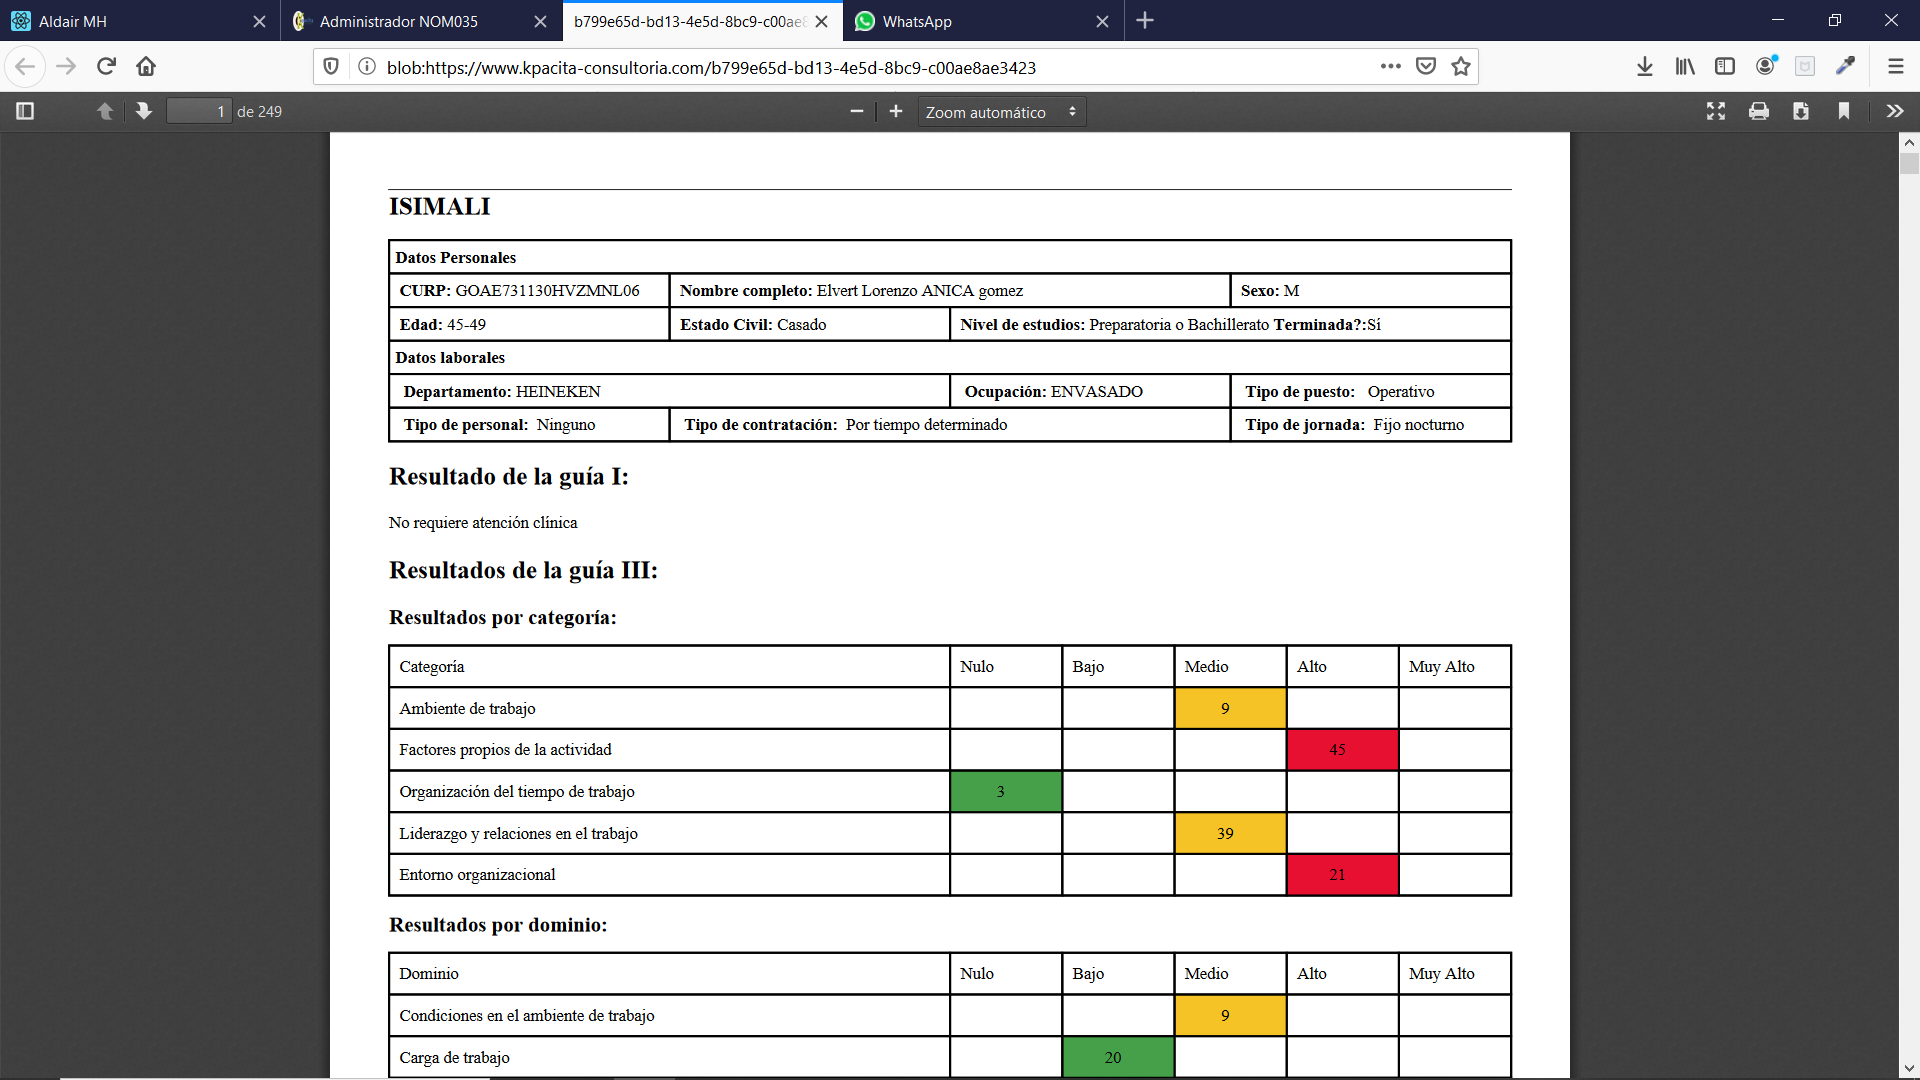 Aldair MH
Administrador NOM035
b799e65d-bd13-4e5d-8bc9-c00ae8
WhatsApp
blob:https://www.kpacita-consultoria.com/b799e65d-bd13-4e5d-8bc9-c00ae8ae3423
1 de 249
Zoom automático
ISIMALI
Datos Personales
CURP: GOAE731130HVZMNL06 Nombre completo: Elvert Lorenzo ANICA gomez Sexo: M
Edad: 45-49 Estado Civil: Casado Nivel de estudios: Preparatoria o Bachillerato Terminada?:Sí
Datos laborales
Departamento: HEINEKEN Ocupación: ENVASADO Tipo de puesto: Operativo
Tipo de personal: Ninguno Tipo de contratación: Por tiempo determinado Tipo de jornada: Fijo nocturno
Resultado de la guía I:
No requiere atención clínica
Resultados de la guía III:
Resultados por categoría:
Categoría Nulo Bajo Medio Alto Muy Alto
Ambiente de trabajo 9
Factores propios de la actividad 45
Organización del tiempo de trabajo 3
Liderazgo y relaciones en el trabajo 39
Entorno organizacional 21
Resultados por dominio:
Dominio Nulo Bajo Medio Alto Muy Alto
Condiciones en el ambiente de trabajo 9
Carga de trabajo 20